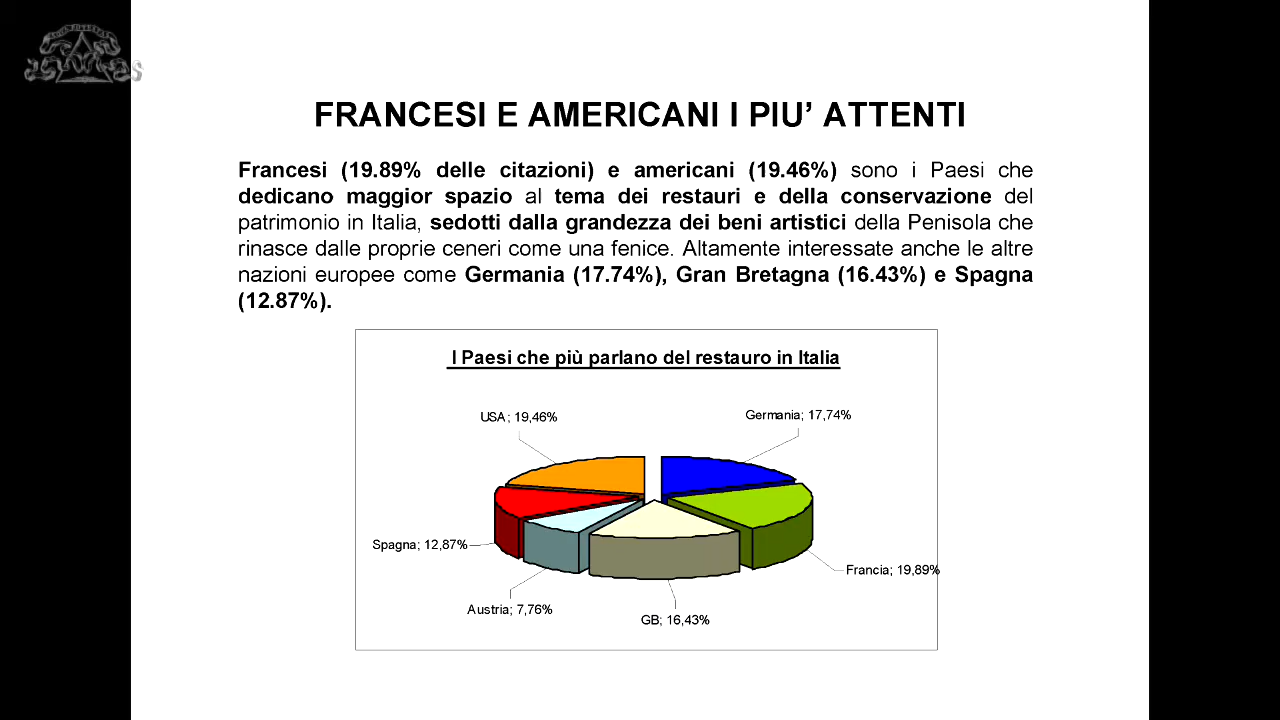 FRANCESI E AMERICANI I PIU’ ATTENTI
Francesi (19.89% delle citazioni) e americani (19.46%) sono i Paesi che
dedicano maggior spazio al tema dei restauri e della conservazione del
patrimonio in Italia, sedotti dalla grandezza dei beni artistici della Penisola che
rinasce dalle proprie ceneri come una fenice. Altamente interessate anche le altre
nazioni europee come Germania (17.74%), Gran Bretagna (16.43%) e Spagna
(12.87%).
I Paesi che più parlano del restauro in Italia
USA; 19,46%
Germania; 17,74%
Spagna; 12,87%
Francia; 19,89%
Austria; 7,76%
GB; 16,43%